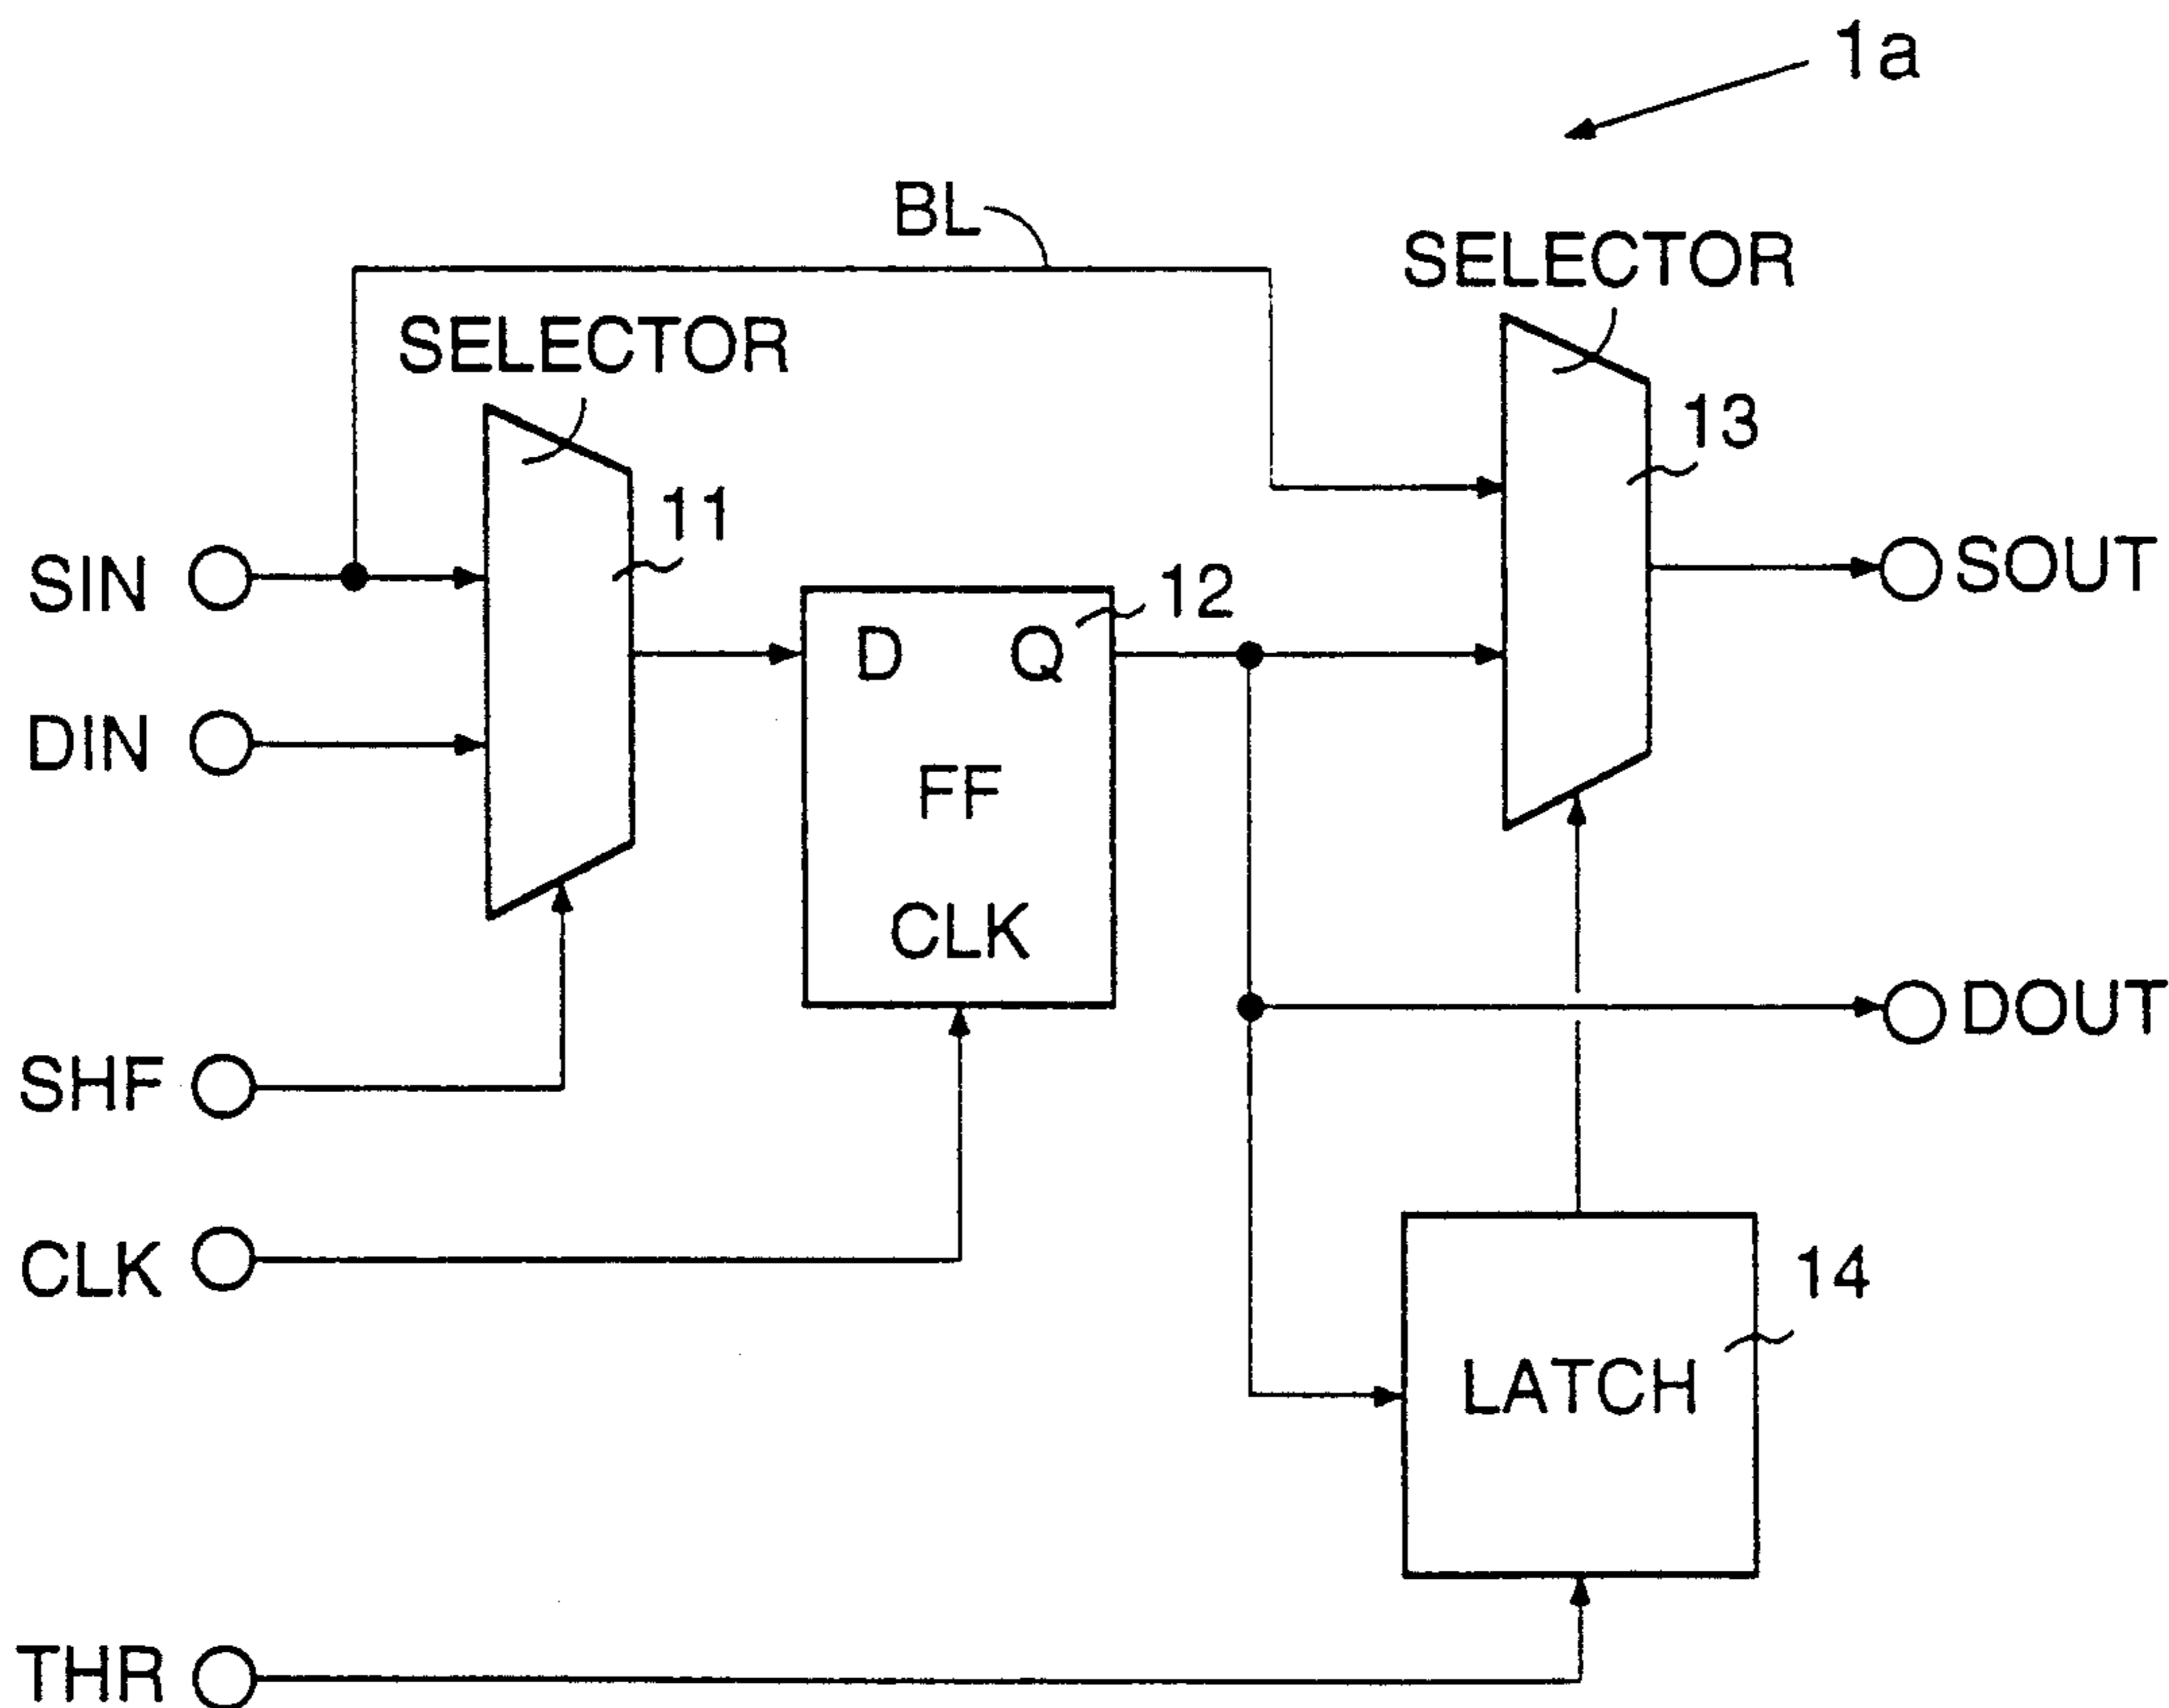 1a
BL
SELECTOR
SELECTOR
13
11
SIN
SOUT
12
D Q
DIN
FF
CLK
DOUT
SHF
CLK
14
LATCH
THR